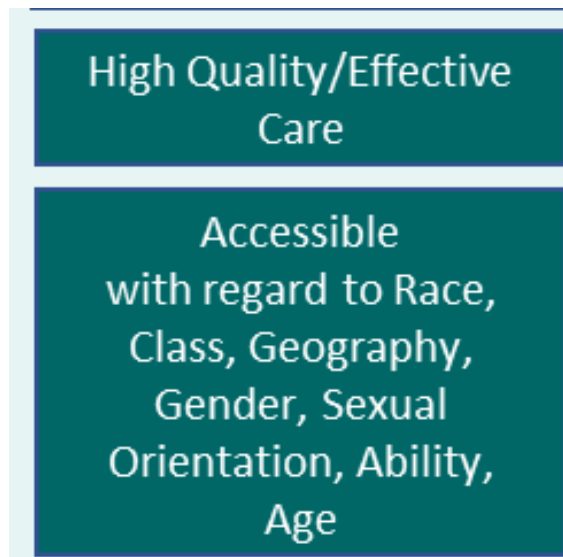 High Quality/Effective
Care
Accessible
with regard to Race,
Class, Geography,
Gender, Sexual
Orientation, Ability,
Age